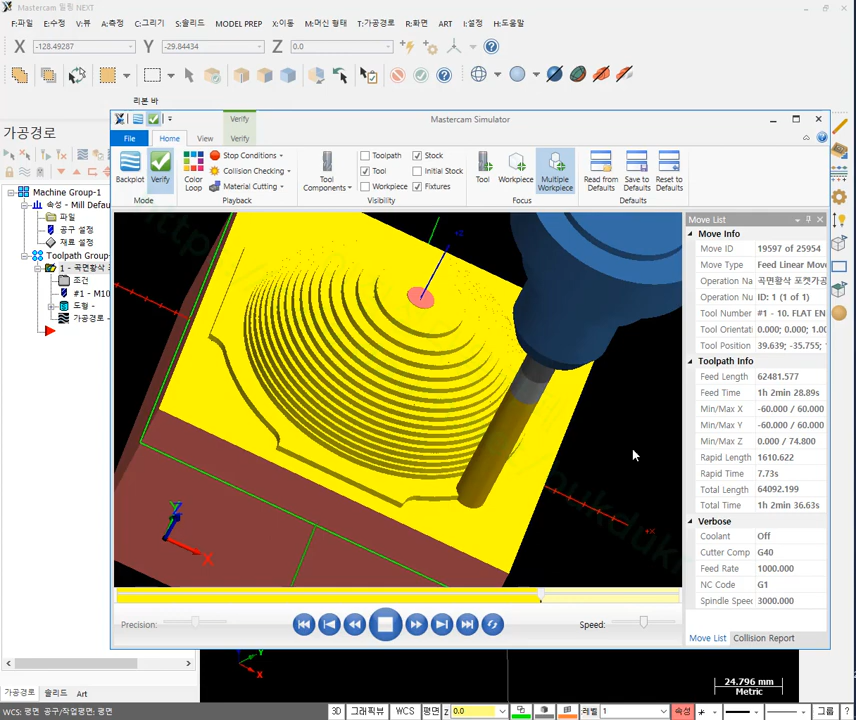 Mastercam 밀링 NEXT
F:파일 E:수정 V:뷰 A:측정 C:그리기 S:솔리드 MODEL PREP X:이동 M:머신 형태 T:가공경로 R:화면 ART I:설정 H:도움말
X -128.49287 Y -29.84434 Z 0.0
리본 바
가공경로
Machine Group-1
속성 - Mill Defau
파일
공구 설정
재료 설정
Toolpath Group
1 - 곡면황삭
조건
#1 - M10
도형 -
가공경로 -
Verify Mastercam Simulator
File Home View Verify
Backplot
Verify
Mode
Color Loop
Stop Conditions
Collision Checking
Material Cutting
Playback
Tool Components
Toolpath
Tool
Workpiece
Stock
Initial Stock
Fixtures
Visibility
Tool
Workpiece
Multiple Workpiece
Focus
Read from Defaults
Save to Defaults
Reset to Defaults
Defaults
+Z
+X
Y
X
Move List
Move Info
Move ID 19597 of 25954
Move Type Feed Linear Move
Operation Na 곡면황삭 포켓가공
Operation Nu ID: 1 (1 of 1)
Tool Number #1 - 10. FLAT EN
Tool Orientati 0.000; 0.000; 1.00
Tool Position 39.639; -35.755;
Toolpath Info
Feed Length 62481.577
Feed Time 1h 2min 28.89s
Min/Max X -60.000 / 60.000
Min/Max Y -60.000 / 60.000
Min/Max Z 0.000 / 74.800
Rapid Length 1610.622
Rapid Time 7.73s
Total Length 64092.199
Total Time 1h 2min 36.63s
Verbose
Coolant Off
Cutter Comp G40
Feed Rate 1000.000
NC Code G1
Spindle Speed 3000.000
Precision: Speed:
Move List Collision Report
Y
X
24.796 mm
Metric
가공경로 솔리드 Art
WCS: 평면 공구/작업평면: 평면 3D 그래픽뷰 WCS 평면 Z 0.0 레벨 1 속성 그룹 ?